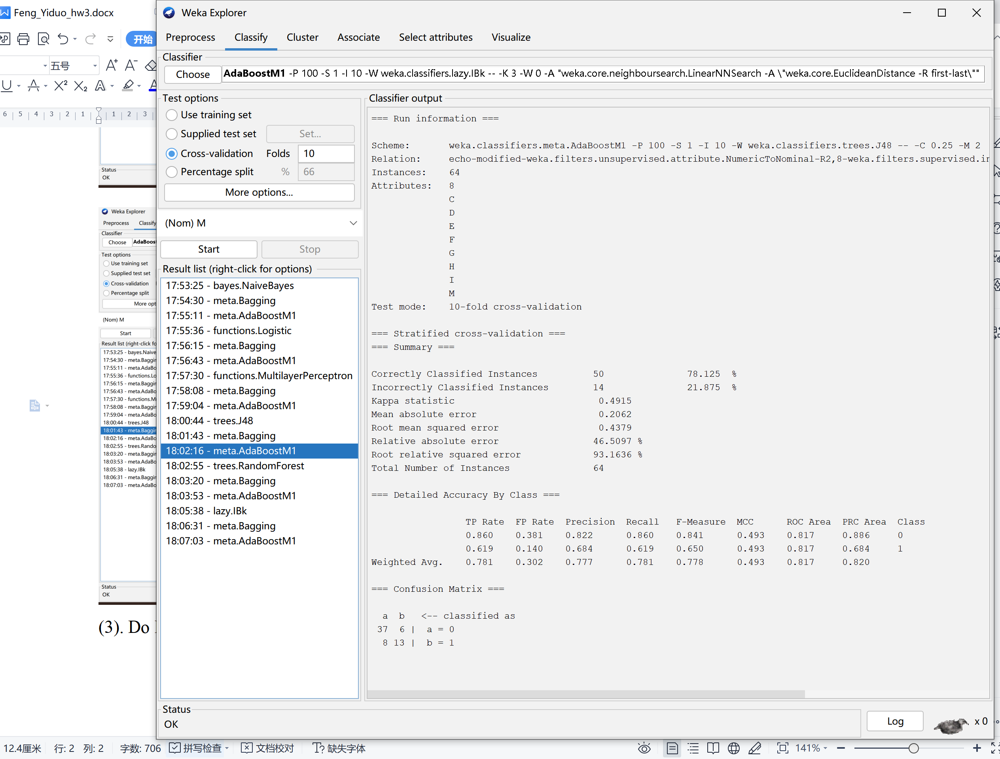 Feng_Yiduo_hw3.docx
开始
五号
6 5 4 3 2 1 1 2 3
Status
OK
Weka Explorer
Preprocess Classify
Classifier
Choose AdaBoost
Test options
Use training set
Supplied test set
Cross-validation
Percentage split
More opt
(Nom) M
Start
Result list (right-click fo
17:53:25 - bayes.Naive
17:54:30 - meta.Baggin
17:55:11 - meta.AdaBo
17:55:36 - functions.Lo
17:56:15 - meta.Baggin
17:56:43 - meta.AdaBo
17:57:30 - functions.M
17:58:08 - meta.Baggin
17:59:04 - meta.AdaBo
18:00:44 - trees.J48
18:01:43 - meta.Baggin
18:02:16 - meta.AdaBo
18:02:55 - trees.Rando
18:03:20 - meta.Baggin
18:03:53 - meta.AdaBo
18:05:38 - lazy.IBk
18:06:31 - meta.Baggin
18:07:03 - meta.AdaBo
Status
OK
(3). Do
Weka Explorer
Preprocess Classify Cluster Associate Select attributes Visualize
Classifier
Choose AdaBoostM1 -P 100 -S 1 -I 10 -W weka.classifiers.lazy.IBk -- -K 3 -W 0 -A "weka.core.neighboursearch.LinearNNSearch -A \"weka.core.EuclideanDistance -R first-last\""
Test options
Use training set
Supplied test set Set...
Cross-validation Folds 10
Percentage split % 66
More options...
(Nom) M
Start Stop
Result list (right-click for options)
17:53:25 - bayes.NaiveBayes
17:54:30 - meta.Bagging
17:55:11 - meta.AdaBoostM1
17:55:36 - functions.Logistic
17:56:15 - meta.Bagging
17:56:43 - meta.AdaBoostM1
17:57:30 - functions.MultilayerPerceptron
17:58:08 - meta.Bagging
17:59:04 - meta.AdaBoostM1
18:00:44 - trees.J48
18:01:43 - meta.Bagging
18:02:16 - meta.AdaBoostM1
18:02:55 - trees.RandomForest
18:03:20 - meta.Bagging
18:03:53 - meta.AdaBoostM1
18:05:38 - lazy.IBk
18:06:31 - meta.Bagging
18:07:03 - meta.AdaBoostM1
Classifier output
=== Run information ===
Scheme: weka.classifiers.meta.AdaBoostM1 -P 100 -S 1 -I 10 -W weka.classifiers.trees.J48 -- -C 0.25 -M 2
Relation: echo-modified-weka.filters.unsupervised.attribute.NumericToNominal-R2,8-weka.filters.supervised.in
Instances: 64
Attributes: 8
C
D
E
F
G
H
I
M
Test mode: 10-fold cross-validation
=== Stratified cross-validation ===
=== Summary ===
Correctly Classified Instances 50 78.125 %
Incorrectly Classified Instances 14 21.875 %
Kappa statistic 0.4915
Mean absolute error 0.2062
Root mean squared error 0.4379
Relative absolute error 46.5097 %
Root relative squared error 93.1636 %
Total Number of Instances 64
=== Detailed Accuracy By Class ===
TP Rate FP Rate Precision Recall F-Measure MCC ROC Area PRC Area Class
0.860 0.381 0.822 0.860 0.841 0.493 0.817 0.886 0
0.619 0.140 0.684 0.619 0.650 0.493 0.817 0.684 1
Weighted Avg. 0.781 0.302 0.777 0.781 0.778 0.493 0.817 0.820
=== Confusion Matrix ===
a b <-- classified as
37 6 | a = 0
8 13 | b = 1
Status
OK
Log x 0
12.4厘米 行: 2 列: 2 字数: 706 拼写检查 文档校对 缺失字体 141%